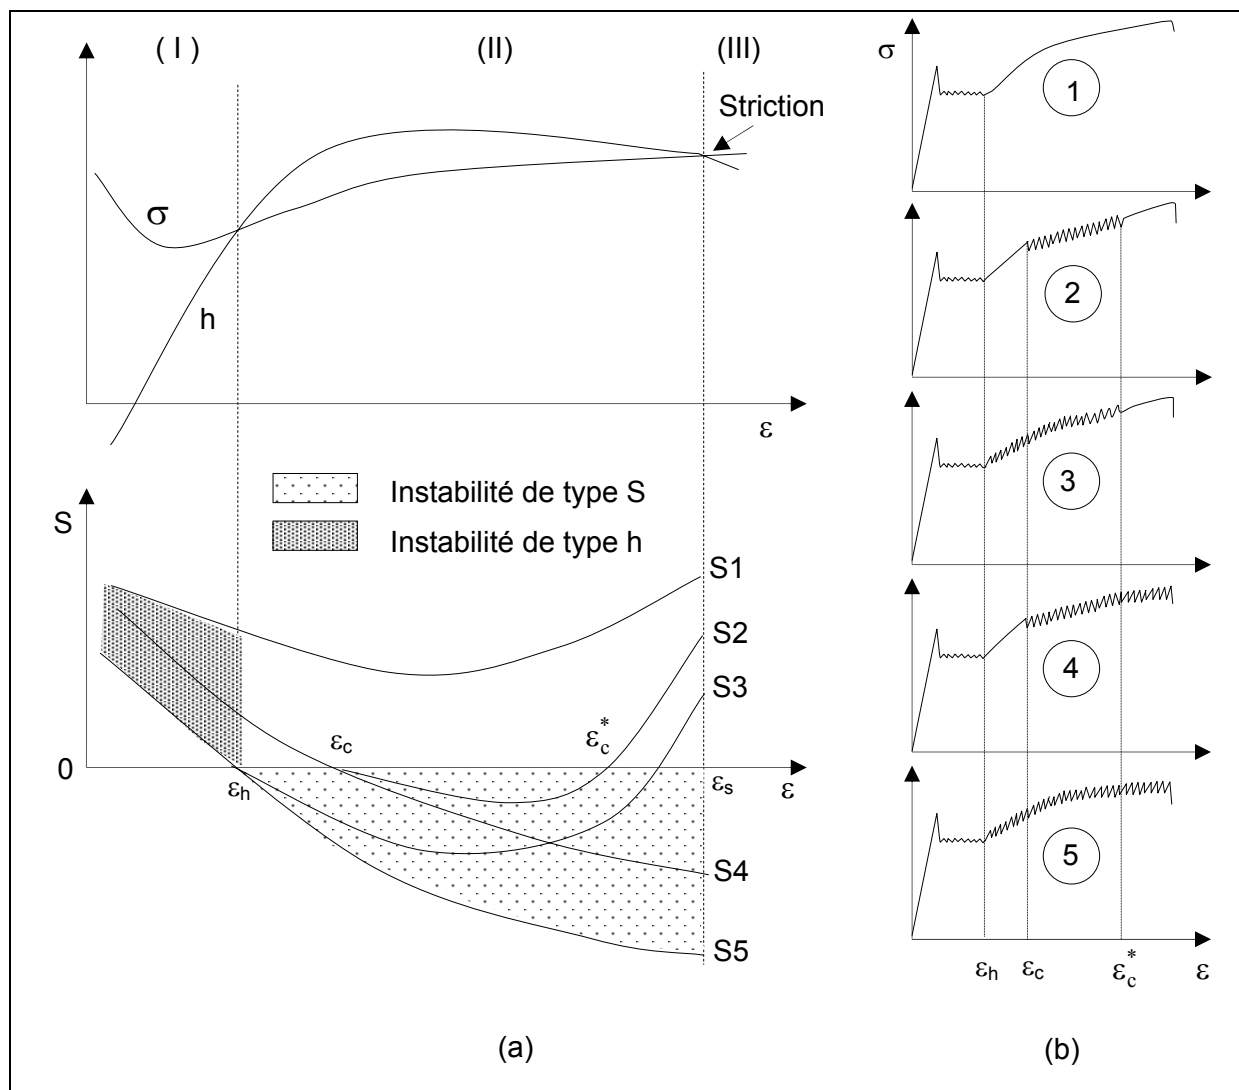 ( I )
(II)
(III)
Striction
σ
h
ε
S
Instabilité de type S
Instabilité de type h
S1
S2
S3
εc
εc*
0
εh
εs
ε
S4
S5
(a)
σ
1
2
3
4
5
εh
εc
εc*
ε
(b)